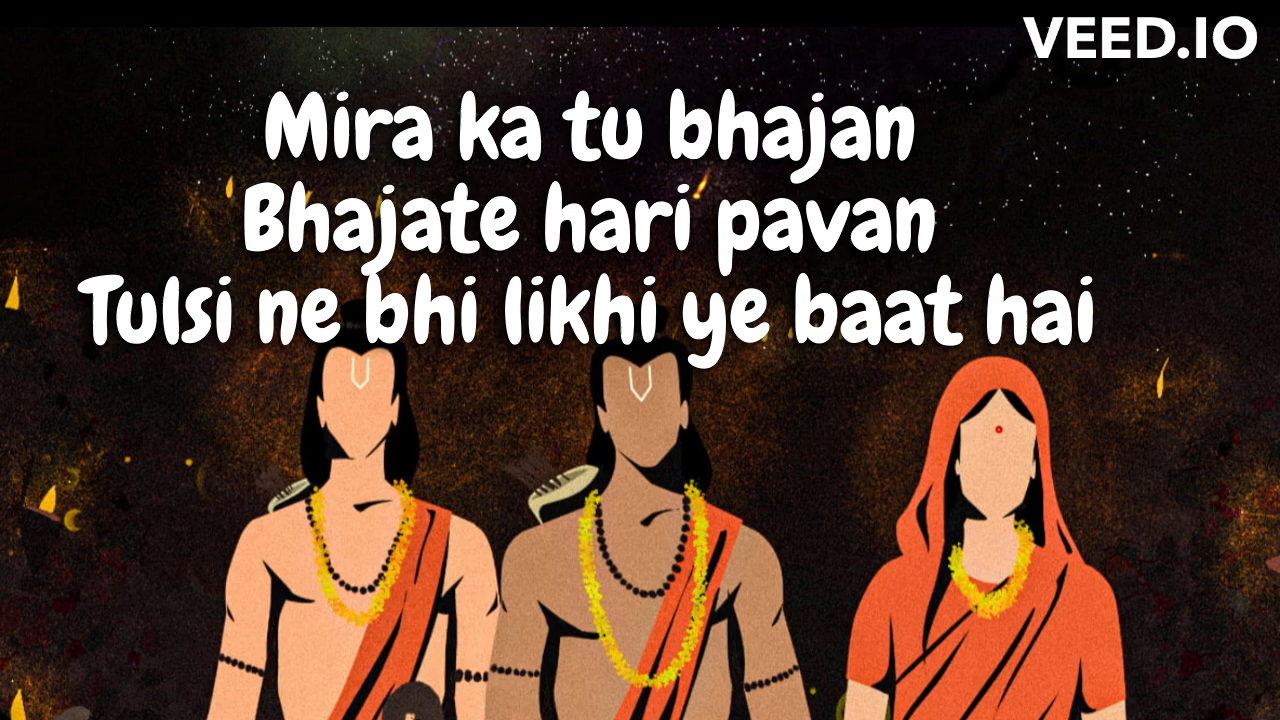 VEED.IO
Mira ka tu bhajan
Bhajate hari pavan
Tulsi ne bhi likhi ye baat hai